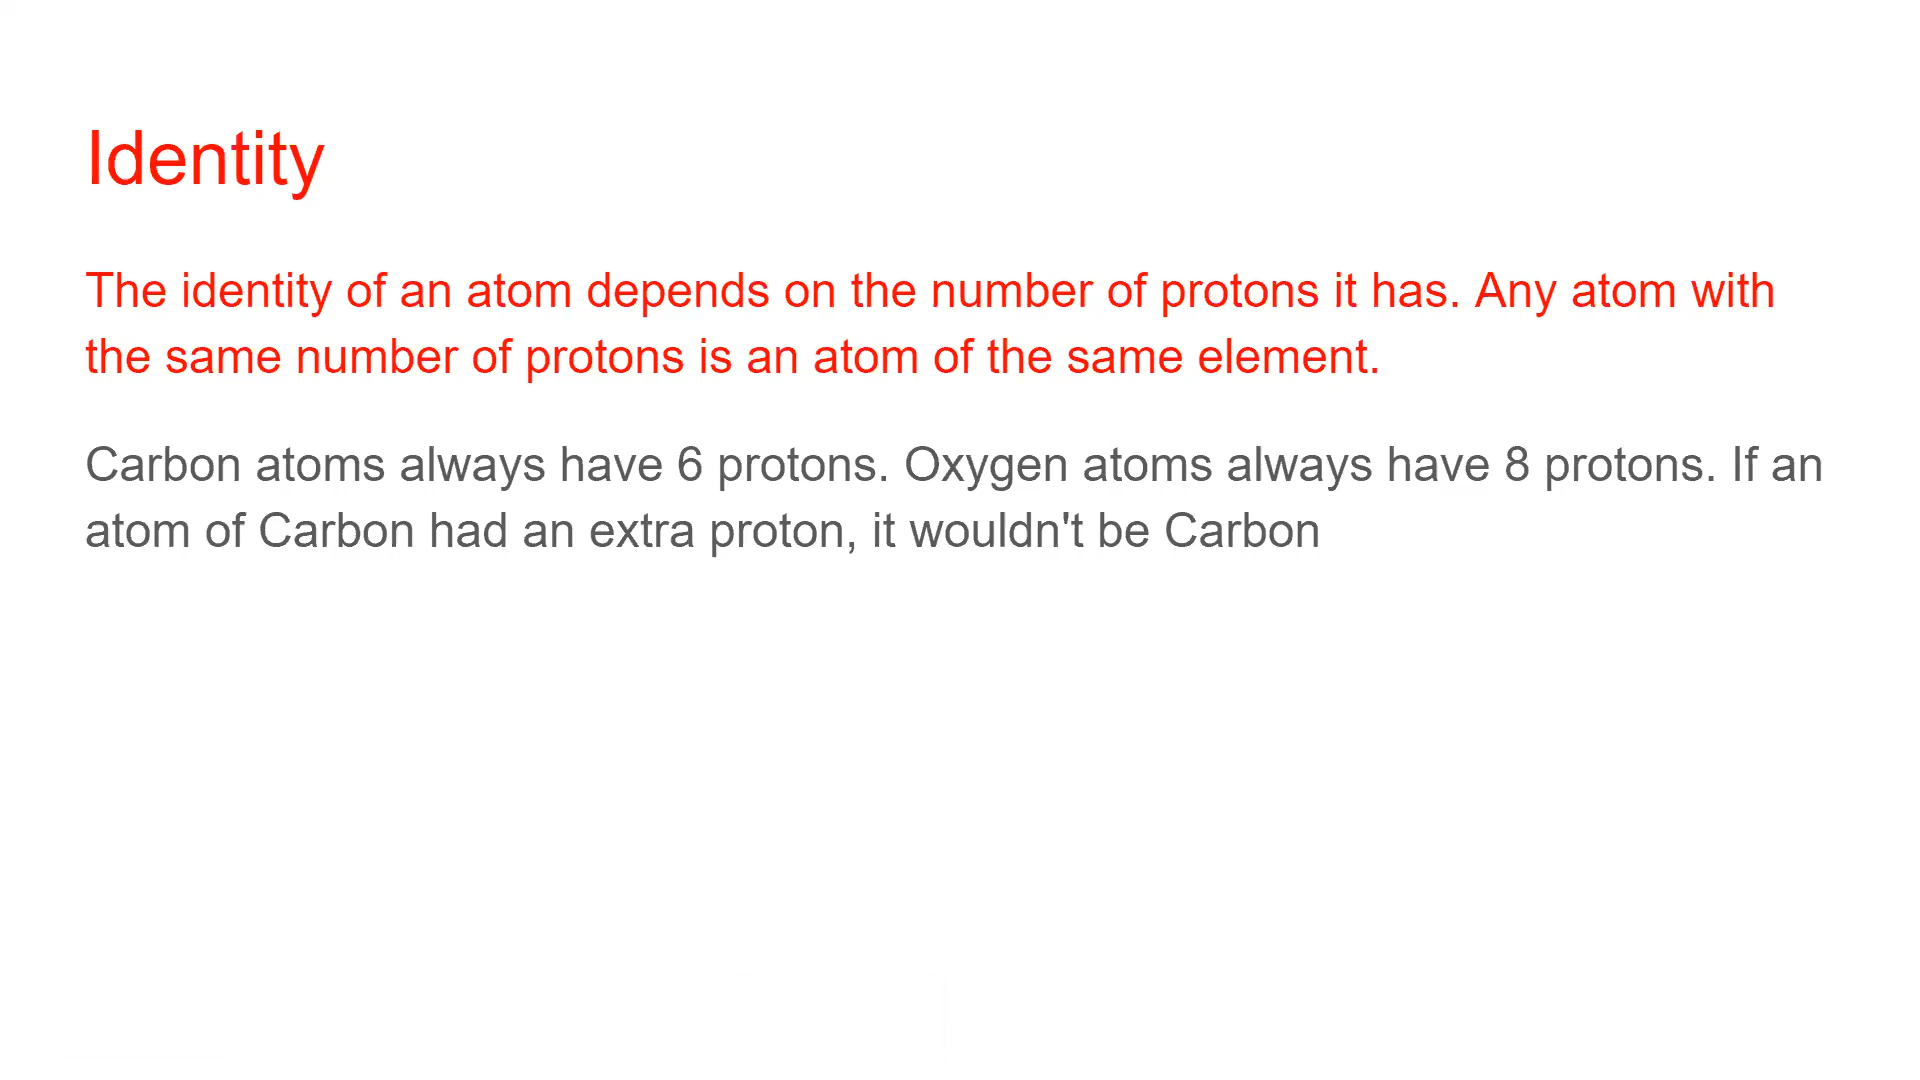 Identity
The identity of an atom depends on the number of protons it has. Any atom with
the same number of protons is an atom of the same element.
Carbon atoms always have 6 protons. Oxygen atoms always have 8 protons. If an
atom of Carbon had an extra proton, it wouldn't be Carbon